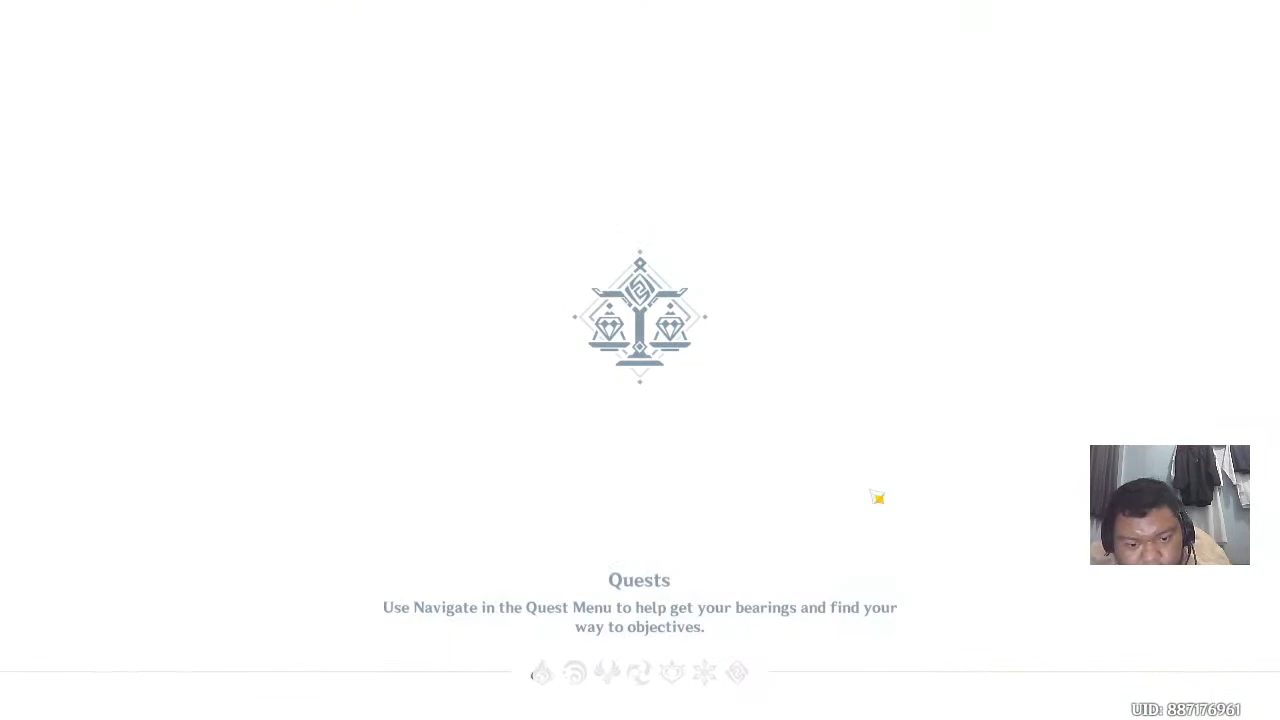 Quests
Use Navigate in the Quest Menu to help get your bearings and find your
way to objectives.
UID: 887176961